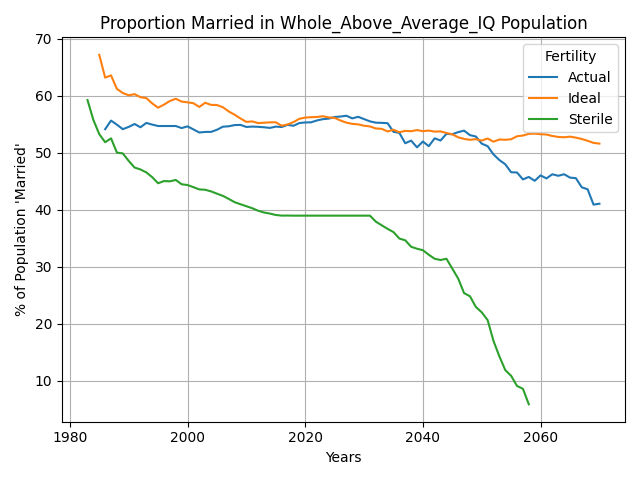 Proportion Married in Whole_Above_Average_IQ Population
70
60
50
40
30
20
10
% of Population 'Married'
Fertility
Actual
Ideal
Sterile
1980
2000
2020
2040
2060
Years